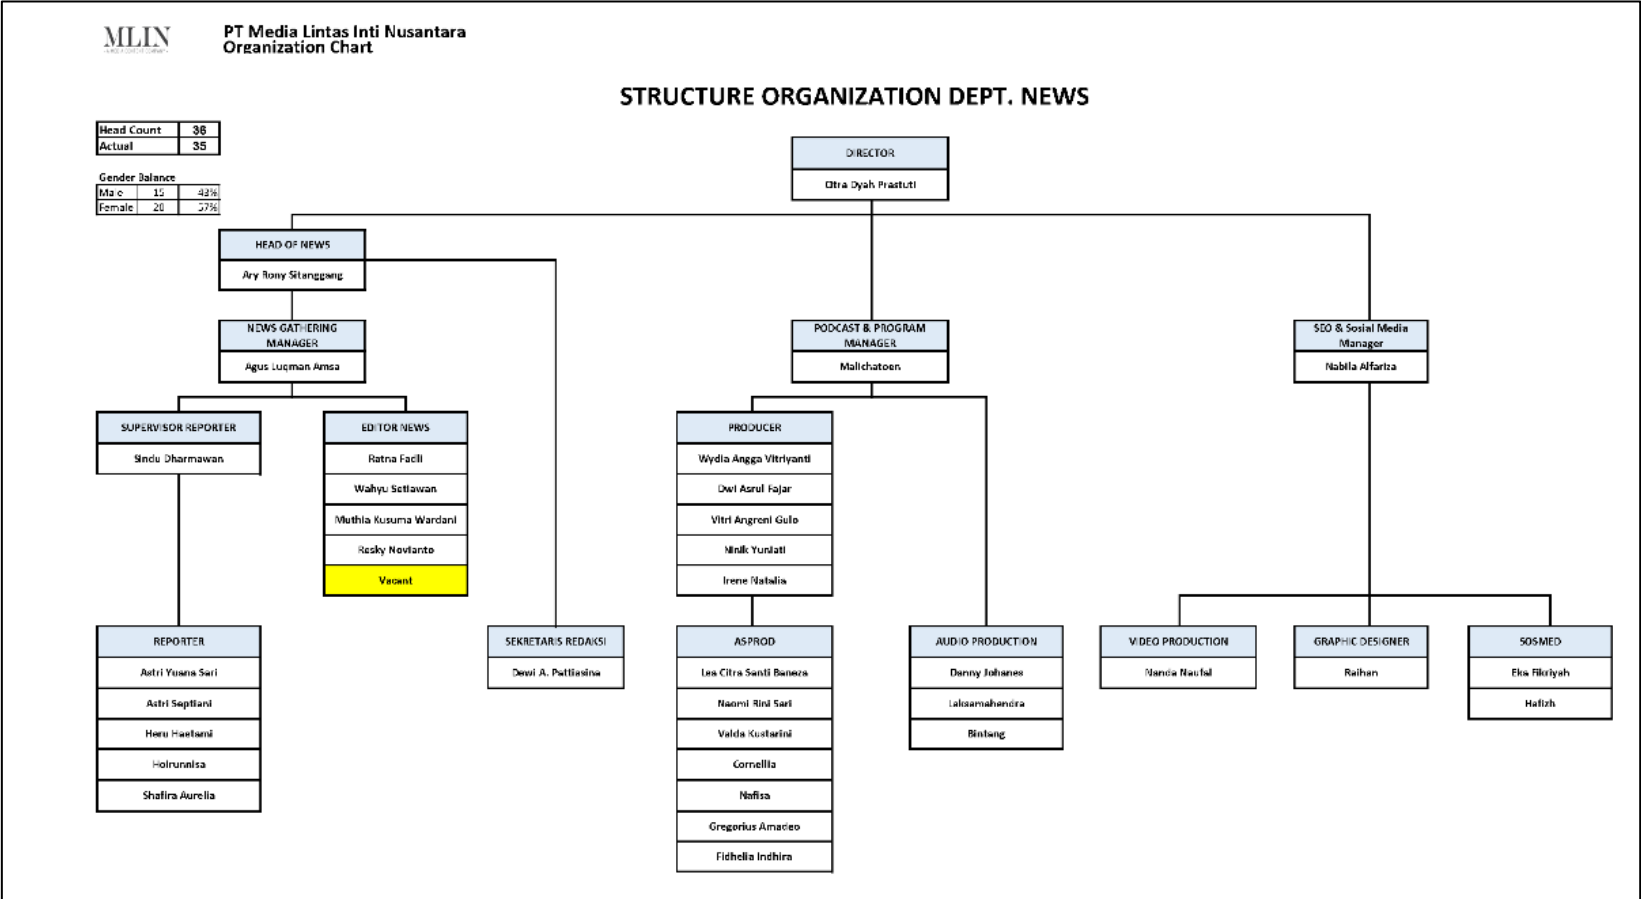 MLIN
PT Media Lintas Inti Nusantara
Organization Chart
STRUCTURE ORGANIZATION DEPT. NEWS
Head Count 36
Actual 35
Gender Balance
Male 15 43%
Female 20 57%
DIRECTOR
Citra Dyah Prastuti
HEAD OF NEWS
Ary Rony Sitanggang
NEWS GATHERING
MANAGER
Agus Luqman Amsa
PODCAST & PROGRAM
MANAGER
Malichatoen
SEO & Sosial Media
Manager
Nabila Alfariza
SUPERVISOR REPORTER
Sindu Dharmawan
EDITOR NEWS
Ratna Fadli
Wahyu Setiawan
Muthia Kusuma Wardani
Resky Novianto
Vacant
PRODUCER
Wydia Angga Vitriyanti
Dwi Asrul Fajar
Vitri Angreni Gulo
Ninik Yuniati
Irene Natalia
REPORTER
Astri Yuana Sari
Astri Septiani
Heru Haetami
Hoirunnisa
Shafira Aurelia
SEKRETARIS REDAKSI
Dewi A. Pattiasina
ASPROD
Lea Citra Santi Baneza
Naomi Rini Sari
Valda Kustarini
Cornellia
Nafisa
Gregorius Amadeo
Fidhelia Indhira
AUDIO PRODUCTION
Danny Johanes
Laksamahendra
Bintang
VIDEO PRODUCTION
Nanda Naufal
GRAPHIC DESIGNER
Raihan
SOSMED
Eka Fikriyah
Hafizh